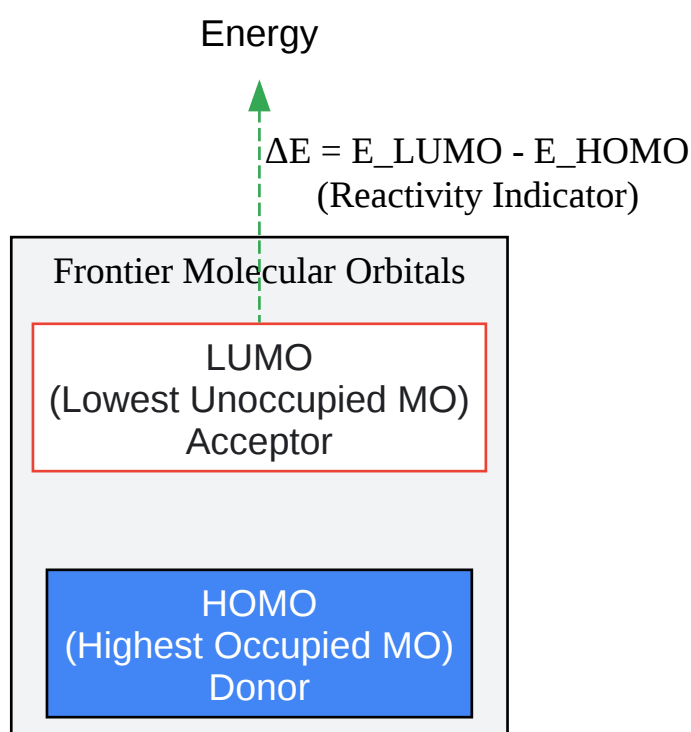 Energy
ΔE = E_LUMO - E_HOMO
(Reactivity Indicator)
Frontier Molecular Orbitals
LUMO
(Lowest Unoccupied MO)
Acceptor
HOMO
(Highest Occupied MO)
Donor